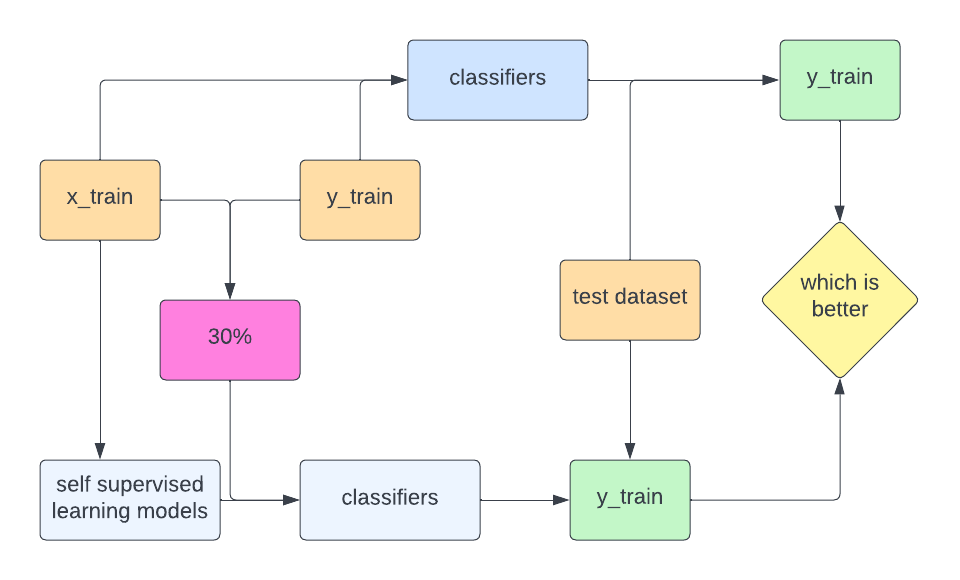 classifiers
y_train
x_train
y_train
test dataset
which is
better
30%
self supervised
learning models
classifiers
y_train